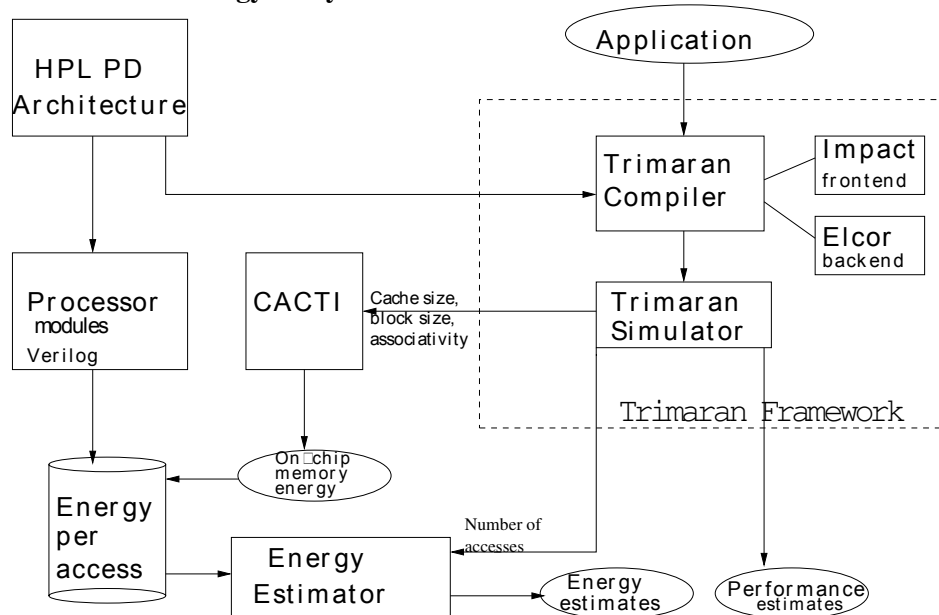 HPL PD
Architecture
Application
Trimaran
Compiler
Impact
frontend
Elcor
backend
Processor
modules
Verilog
CACTI
Cache size,
block size,
associativity
Trimaran
Simulator
Trimaran Framework
On□chip
memory
energy
Energy
per
access
Number of
accesses
Energy
Estimator
Energy
estimates
Performance
estimates